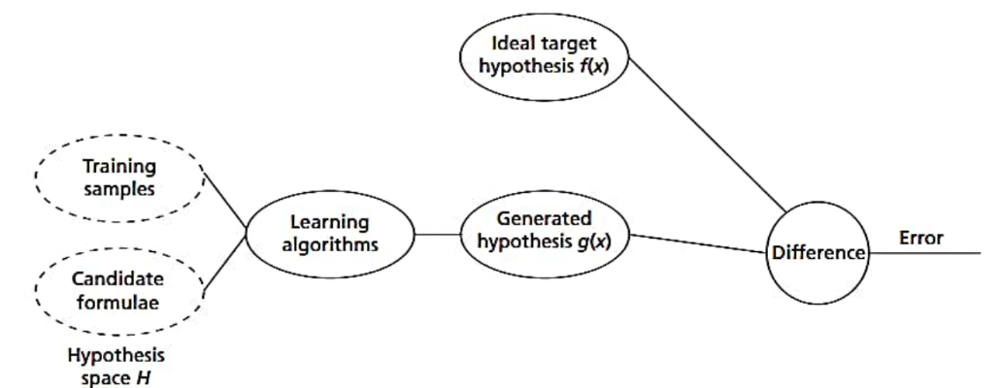 Ideal target
hypothesis f(x)
Training
samples
Learning
algorithms
Generated
hypothesis g(x)
Difference
Error
Candidate
formulae
Hypothesis
space H